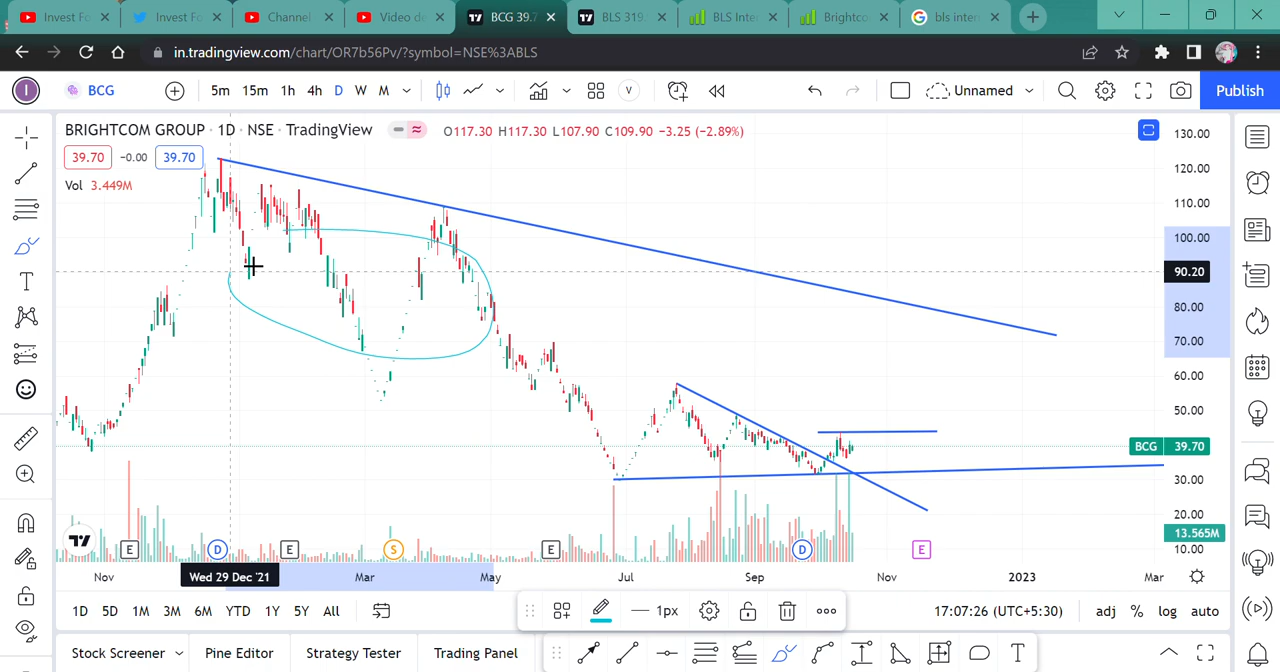 Invest Fo
Invest Fo
Channel
Video de
BCG 39.7
BLS 319.
BLS Inter
Brightco
bls inter
in.tradingview.com/chart/OR7b56Pv/?symbol=NSE%3ABLS
I
BCG
5m
15m
1h
4h
D
W
M
V
Unnamed
Publish
BRIGHTCOM GROUP · 1D · NSE · TradingView
O117.30 H117.30 L107.90 C109.90 −3.25 (−2.89%)
39.70
−0.00
39.70
Vol 3.449M
130.00
120.00
110.00
100.00
90.20
80.00
70.00
60.00
50.00
BCG 39.70
30.00
20.00
13.565M
10.00
E
D
E
S
E
D
E
Nov
Wed 29 Dec '21
Mar
May
Jul
Sep
Nov
2023
Mar
1D
5D
1M
3M
6M
YTD
1Y
5Y
All
1px
17:07:26 (UTC+5:30)
adj
%
log
auto
Stock Screener
Pine Editor
Strategy Tester
Trading Panel
T
T